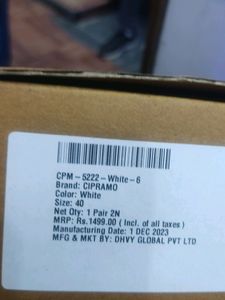 CPM-5222-White-6
Brand: CIPRAMO
Color: White
Size: 40
Net Qty: 1 Pair 2N
MRP: Rs.1499.00 ( Incl. of all taxes )
Manufacturing Date: 1 DEC 2023
MFG & MKT BY: DHVY GLOBAL PVT LTD